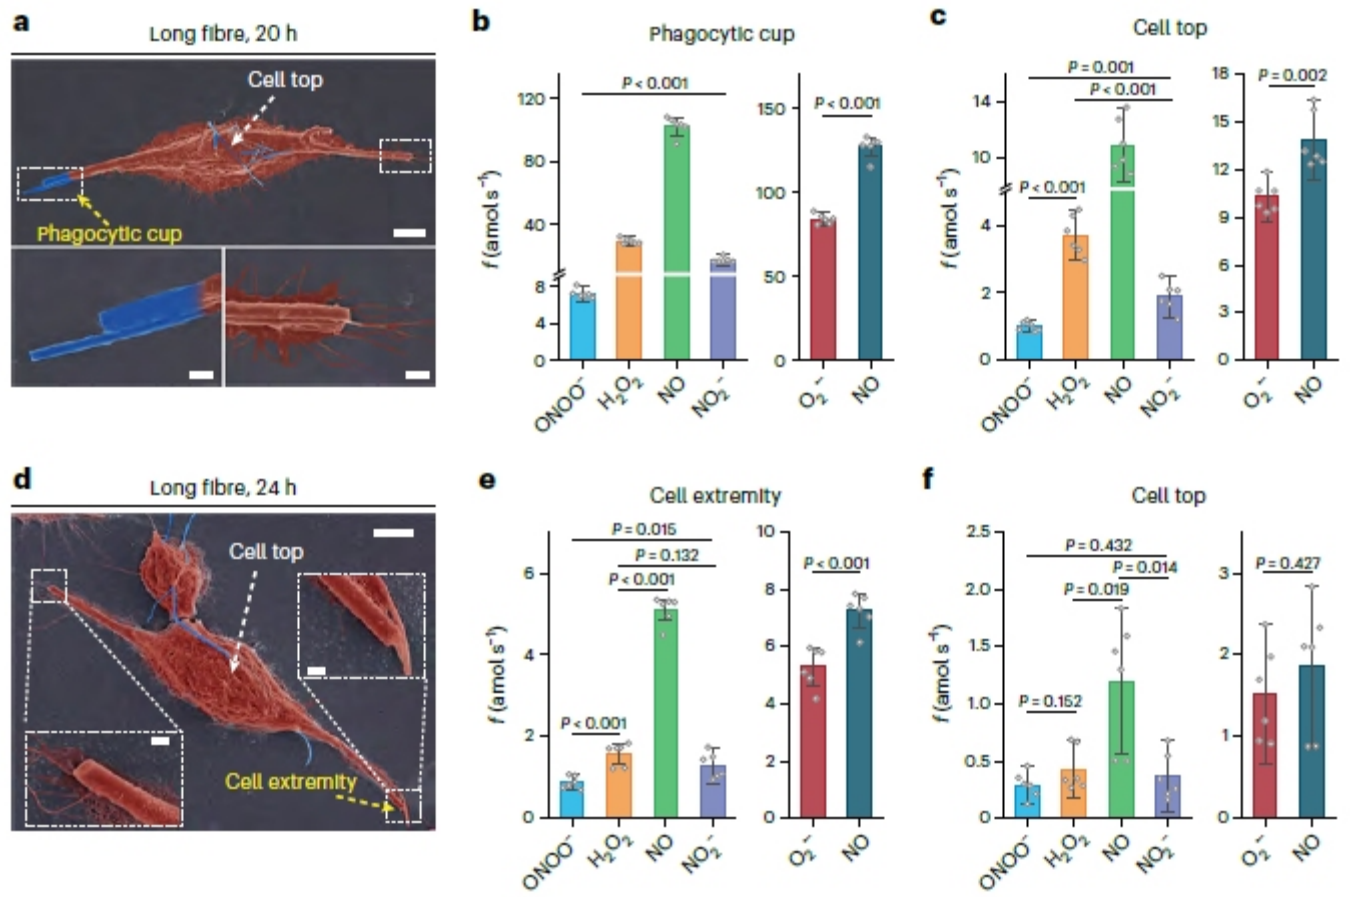 a
Long fibre, 20 h
Cell top
Phagocytic cup
b
Phagocytic cup
f (amol s⁻¹)
120
80
40
8
4
0
P < 0.001
ONOO⁻
H₂O₂
NO
NO₂⁻
150
100
50
0
P < 0.001
O₂•⁻
NO
c
Cell top
f (amol s⁻¹)
14
10
4
2
0
P = 0.001
P < 0.001
P < 0.001
ONOO⁻
H₂O₂
NO
NO₂⁻
18
15
12
9
6
3
0
P = 0.002
O₂•⁻
NO
d
Long fibre, 24 h
Cell top
Cell extremity
e
Cell extremity
f (amol s⁻¹)
6
4
2
0
P = 0.015
P = 0.132
P < 0.001
P < 0.001
ONOO⁻
H₂O₂
NO
NO₂⁻
10
8
6
4
2
0
P < 0.001
O₂•⁻
NO
f
Cell top
f (amol s⁻¹)
2.5
2.0
1.5
1.0
0.5
0
P = 0.432
P = 0.014
P = 0.019
P = 0.152
ONOO⁻
H₂O₂
NO
NO₂⁻
3
2
1
0
P = 0.427
O₂•⁻
NO